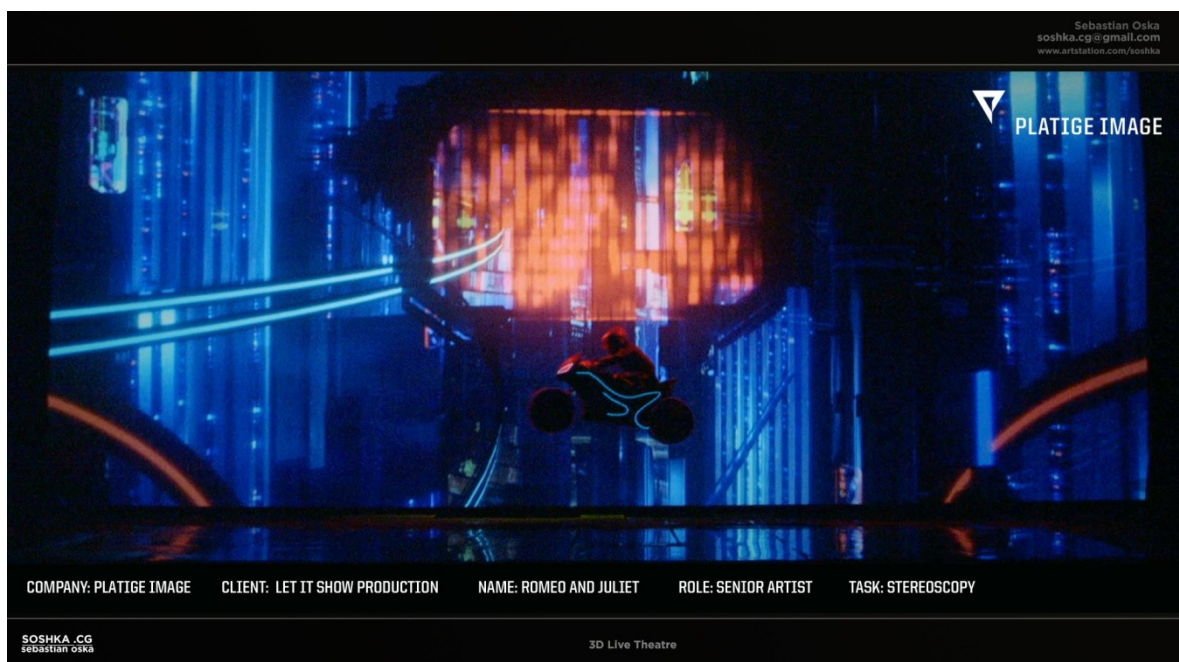 Sebastian Oska
soshka.cg@gmail.com
www.artstation.com/soshka
PLATIGE IMAGE
COMPANY: PLATIGE IMAGE CLIENT: LET IT SHOW PRODUCTION NAME: ROMEO AND JULIET ROLE: SENIOR ARTIST TASK: STEREOSCOPY
SOSHKA .CG
sebastian oska
3D Live Theatre